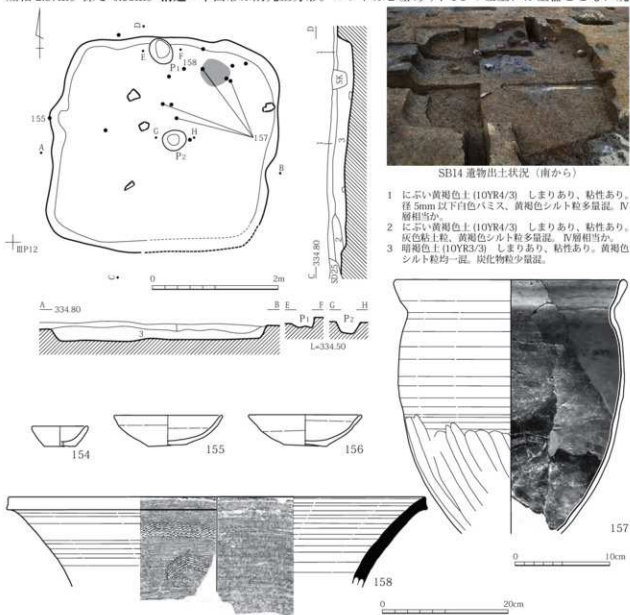 D
E
F
P1
158
155
157
G
H
P2
A
B
ⅢP12
C
0
2m
D
SK
3
2
SD25
334.80
C
SB14 遺物出土状況（南から）
1 にぶい黄褐色土 (10YR4/3) しまりあり、粘性あり。
径 5mm 以下白色パミス、黄褐色シルト粒多量混。Ⅳ
層相当か。
2 にぶい黄褐色土 (10YR4/3) しまりあり、粘性あり。
灰色粘土粒、黄褐色シルト粒多量混。Ⅳ層相当か。
3 暗褐色土 (10YR3/3) しまりあり、粘性あり。黄褐色
シルト粒均一混。炭化物粒少量混。
A 334.80
B
E
P1
F
G
P2
H
3
L=334.50
154
155
156
157
0
10cm
158
0
20cm